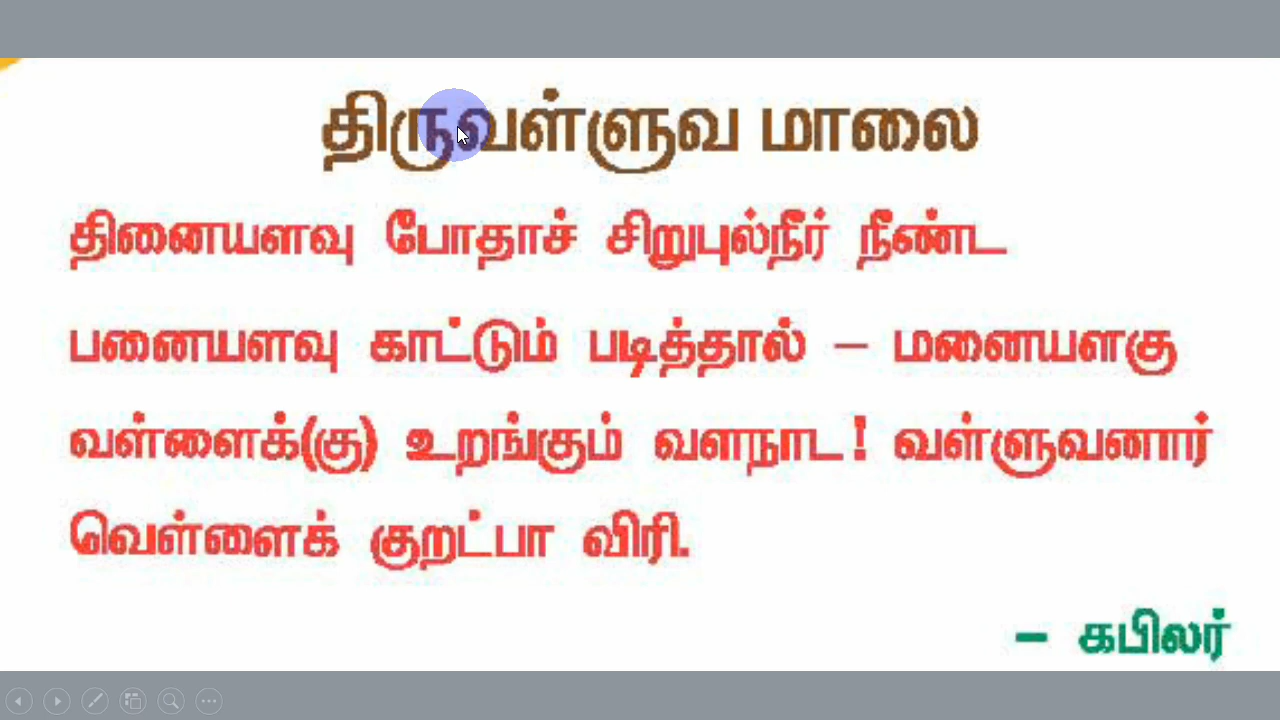 திருவள்ளுவ மாலை
தினையளவு போதாச் சிறுபுல்நீர் நீண்ட
பனையளவு காட்டும் படித்தால் – மனையளகு
வள்ளைக்(கு) உறங்கும் வளநாட! வள்ளுவனார்
வெள்ளைக் குறட்பா விரி.
– கபிலர்